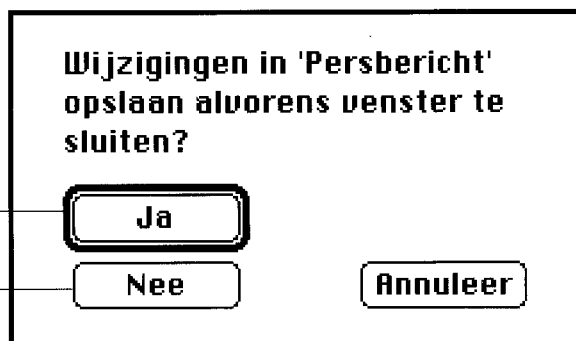 Wijzigingen in 'Persbericht'
opslaan alvorens venster te
sluiten?
Ja
Nee
Annuleer